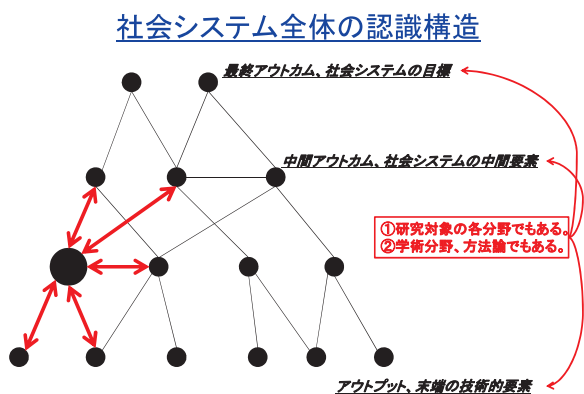 社会システム全体の認識構造
最終アウトカム、社会システムの目標
中間アウトカム、社会システムの中間要素
①研究対象の各分野でもある。
②学術分野、方法論でもある。
アウトプット、末端の技術的要素